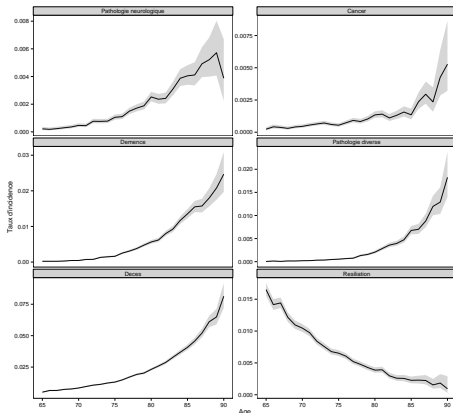 Pathologie neurologique
Cancer
0.008
0.006
0.004
0.002
0.000
0.0075
0.0050
0.0025
0.000
Demence
Pathologie diverse
Taux d'incidence
0.03
0.02
0.01
0.00
0.020
0.015
0.010
0.005
0.000
Deces
Resiliation
0.075
0.050
0.025
0.015
0.010
0.005
0.000
65 70 75 80 85 90
65 70 75 80 85 90
Age